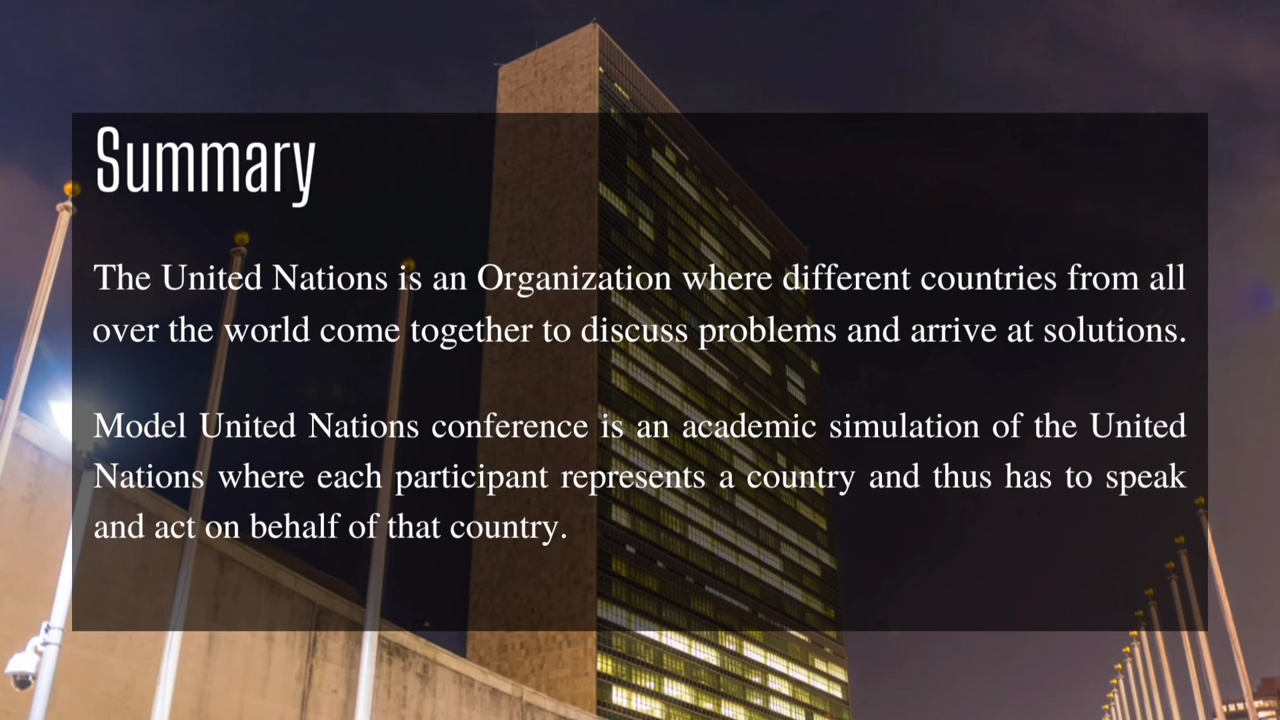 Summary
The United Nations is an Organization where different countries from all
over the world come together to discuss problems and arrive at solutions.
Model United Nations conference is an academic simulation of the United
Nations where each participant represents a country and thus has to speak
and act on behalf of that country.